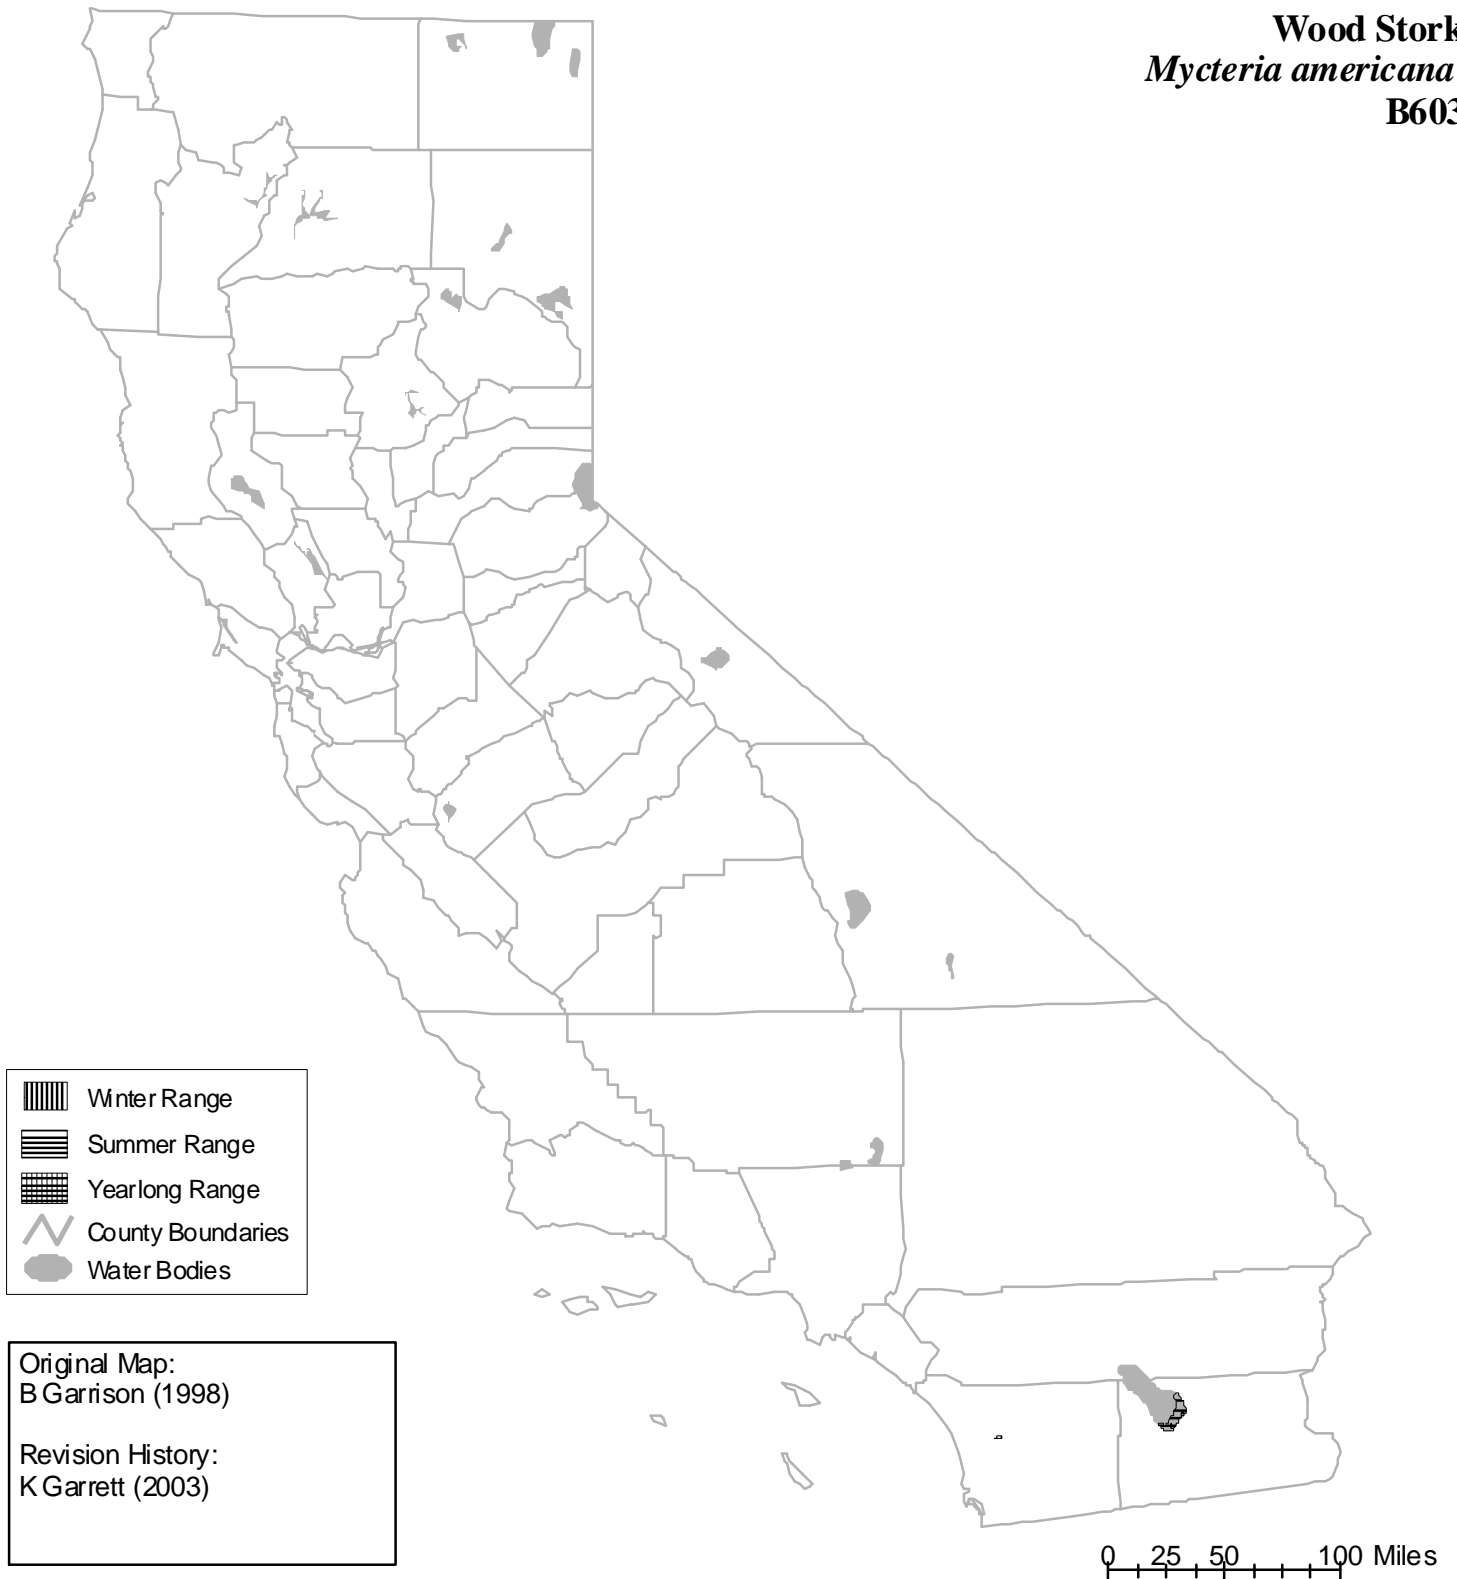 Wood Stork
Mycteria americana
B603
Winter Range
Summer Range
Yearlong Range
County Boundaries
Water Bodies
Original Map:
B Garrison (1998)
Revision History:
K Garrett (2003)
0 25 50 100 Miles